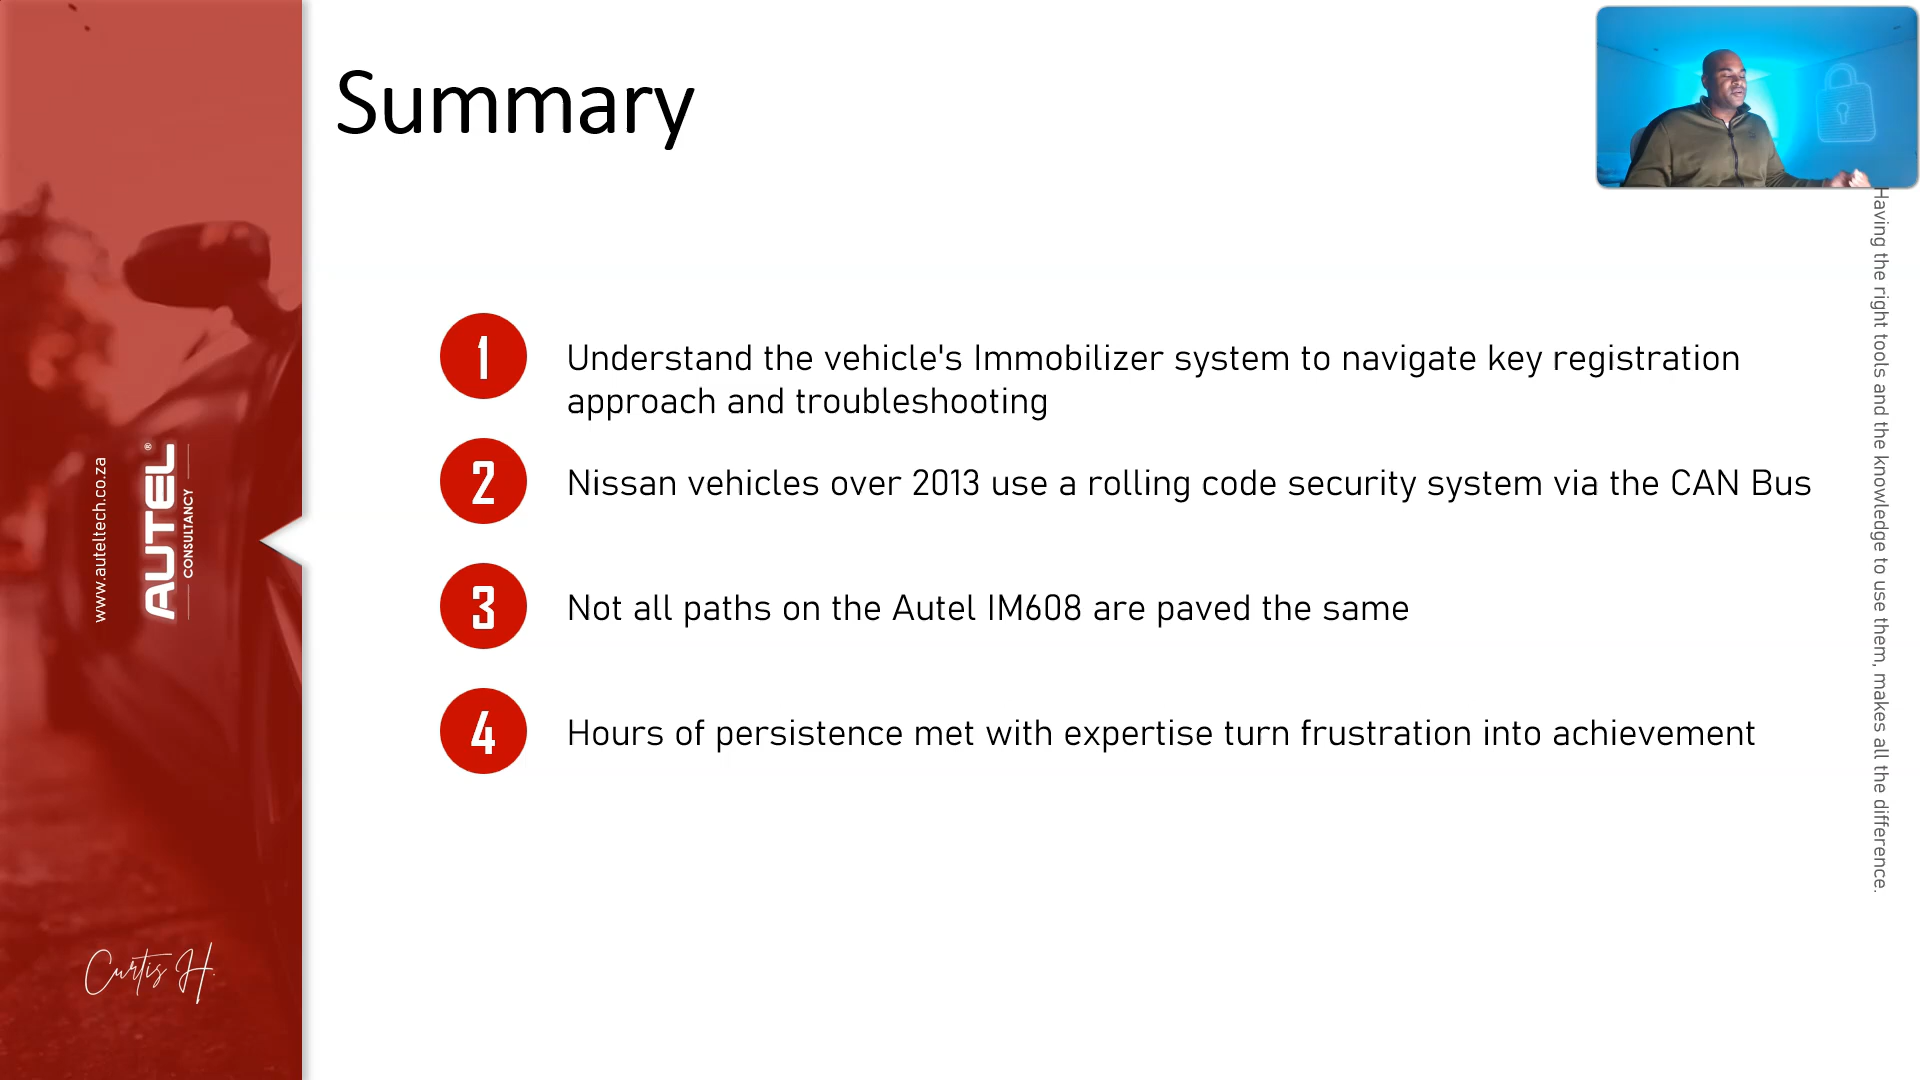 Summary
1
Understand the vehicle's Immobilizer system to navigate key registration
approach and troubleshooting
2
Nissan vehicles over 2013 use a rolling code security system via the CAN Bus
3
Not all paths on the Autel IM608 are paved the same
4
Hours of persistence met with expertise turn frustration into achievement
www.auteltech.co.za
AUTEL®
CONSULTANCY
Curtis H.
Having the right tools and the knowledge to use them, makes all the difference.